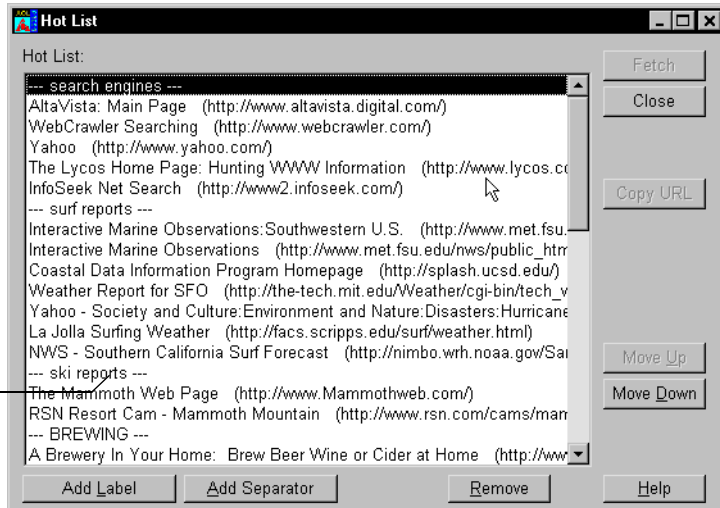 AOL
Hot List
Hot List:
--- search engines ---
AltaVista: Main Page (http://www.altavista.digital.com/)
WebCrawler Searching (http://www.webcrawler.com/)
Yahoo (http://www.yahoo.com/)
The Lycos Home Page: Hunting WWW Information (http://www.lycos.co
InfoSeek Net Search (http://www2.infoseek.com/)
--- surf reports ---
Interactive Marine Observations:Southwestern U.S. (http://www.met.fsu.
Interactive Marine Observations (http://www.met.fsu.edu/nws/public_htm
Coastal Data Information Program Homepage (http://splash.ucsd.edu/)
Weather Report for SFO (http://the-tech.mit.edu/Weather/cgi-bin/tech_v
Yahoo - Society and Culture:Environment and Nature:Disasters:Hurricane
La Jolla Surfing Weather (http://facs.scripps.edu/surf/weather.html)
NWS - Southern California Surf Forecast (http://nimbo.wrh.noaa.gov/Sa
--- ski reports ---
The Mammoth Web Page (http://www.Mammothweb.com/)
RSN Resort Cam - Mammoth Mountain (http://www.rsn.com/cams/mam
--- BREWING ---
A Brewery In Your Home: Brew Beer Wine or Cider at Home (http://ww
Fetch
Close
Copy URL
Move Up
Move Down
Add Label
Add Separator
Remove
Help